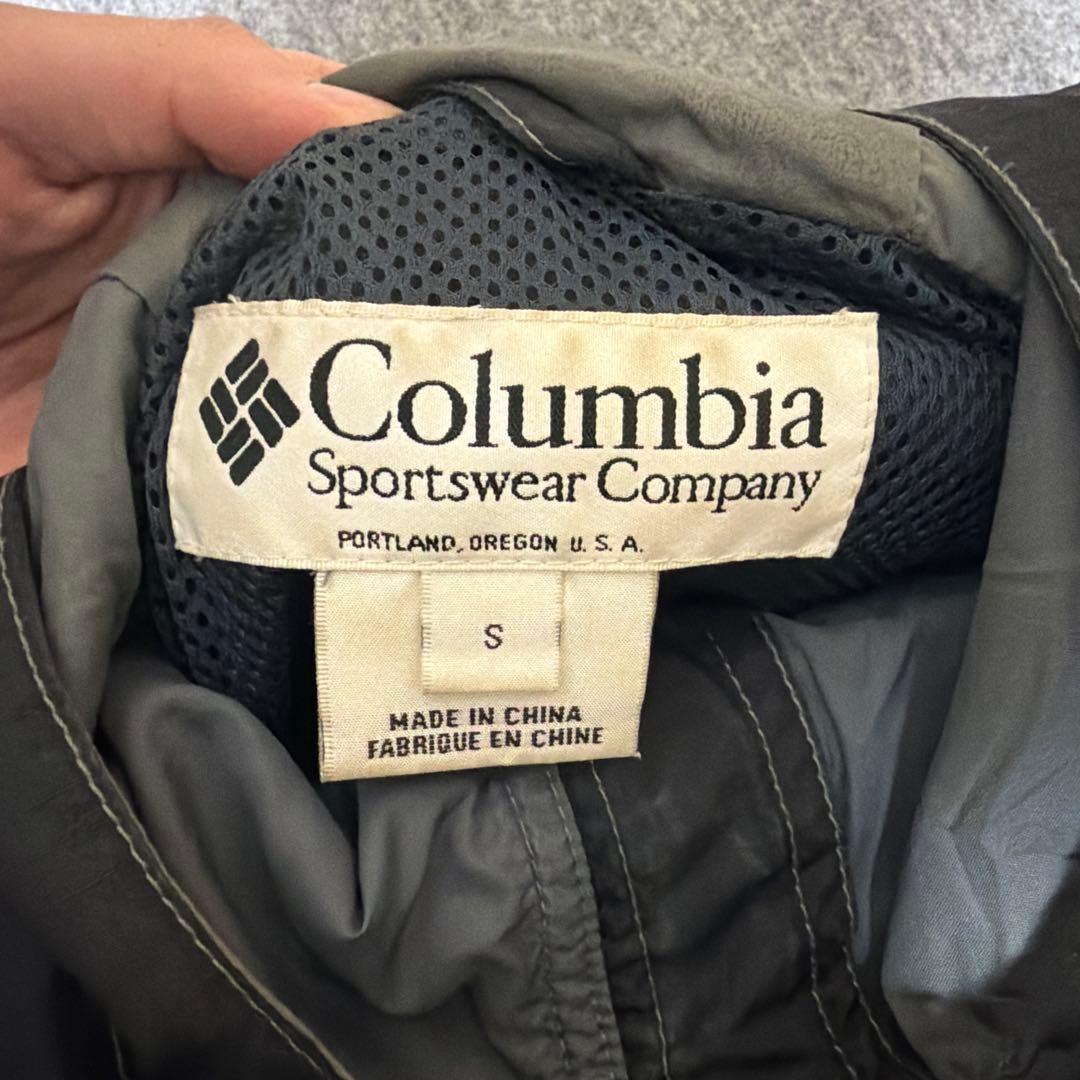 Columbia
Sportswear Company
PORTLAND, OREGON U. S. A.
S
MADE IN CHINA
FABRIQUE EN CHINE